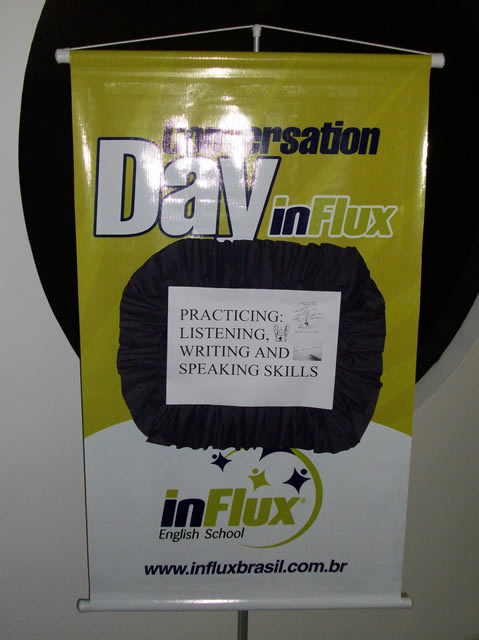 conversation
Day inFlux
PRACTICING:
LISTENING,
WRITING AND
SPEAKING SKILLS
inFlux®
English School
www.influxbrasil.com.br